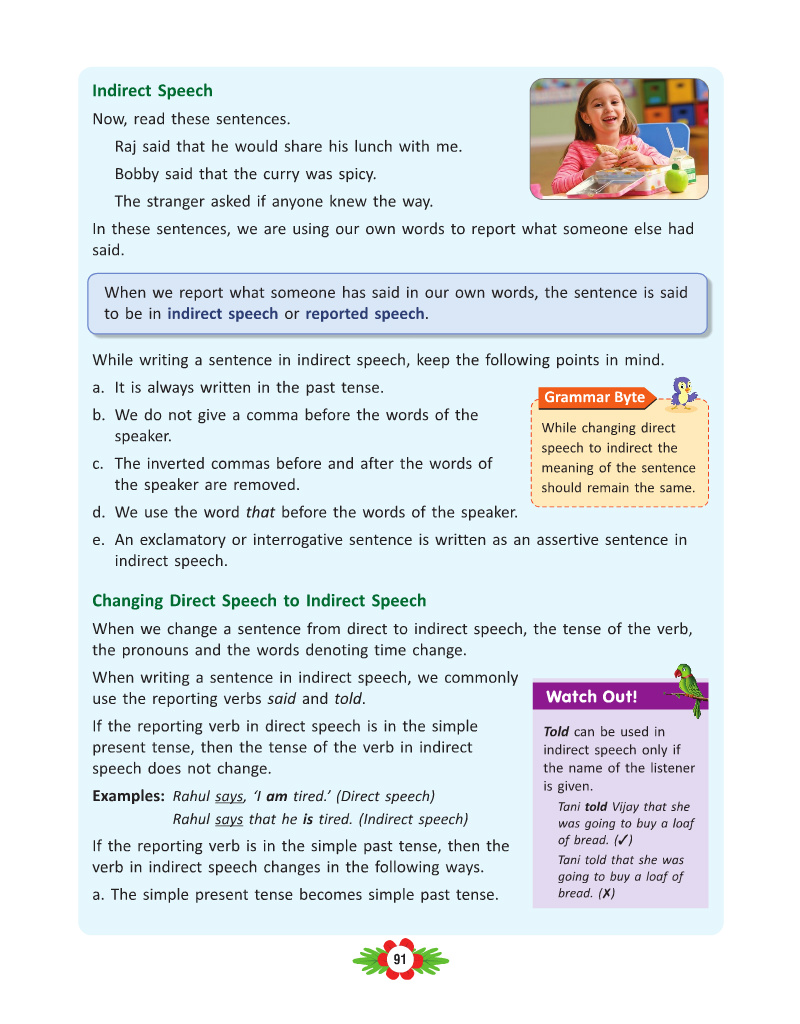 Indirect Speech
Now, read these sentences.
Raj said that he would share his lunch with me.
Bobby said that the curry was spicy.
The stranger asked if anyone knew the way.
In these sentences, we are using our own words to report what someone else had
said.
When we report what someone has said in our own words, the sentence is said
to be in indirect speech or reported speech.
While writing a sentence in indirect speech, keep the following points in mind.
a. It is always written in the past tense.
b. We do not give a comma before the words of the
speaker.
c. The inverted commas before and after the words of
the speaker are removed.
d. We use the word that before the words of the speaker.
e. An exclamatory or interrogative sentence is written as an assertive sentence in
indirect speech.
Grammar Byte
While changing direct
speech to indirect the
meaning of the sentence
should remain the same.
Changing Direct Speech to Indirect Speech
When we change a sentence from direct to indirect speech, the tense of the verb,
the pronouns and the words denoting time change.
When writing a sentence in indirect speech, we commonly
use the reporting verbs said and told.
If the reporting verb in direct speech is in the simple
present tense, then the tense of the verb in indirect
speech does not change.
Examples: Rahul says, ‘I am tired.’ (Direct speech)
Rahul says that he is tired. (Indirect speech)
If the reporting verb is in the simple past tense, then the
verb in indirect speech changes in the following ways.
a. The simple present tense becomes simple past tense.
Watch Out!
Told can be used in
indirect speech only if
the name of the listener
is given.
Tani told Vijay that she
was going to buy a loaf
of bread. (✓)
Tani told that she was
going to buy a loaf of
bread. (✗)
91